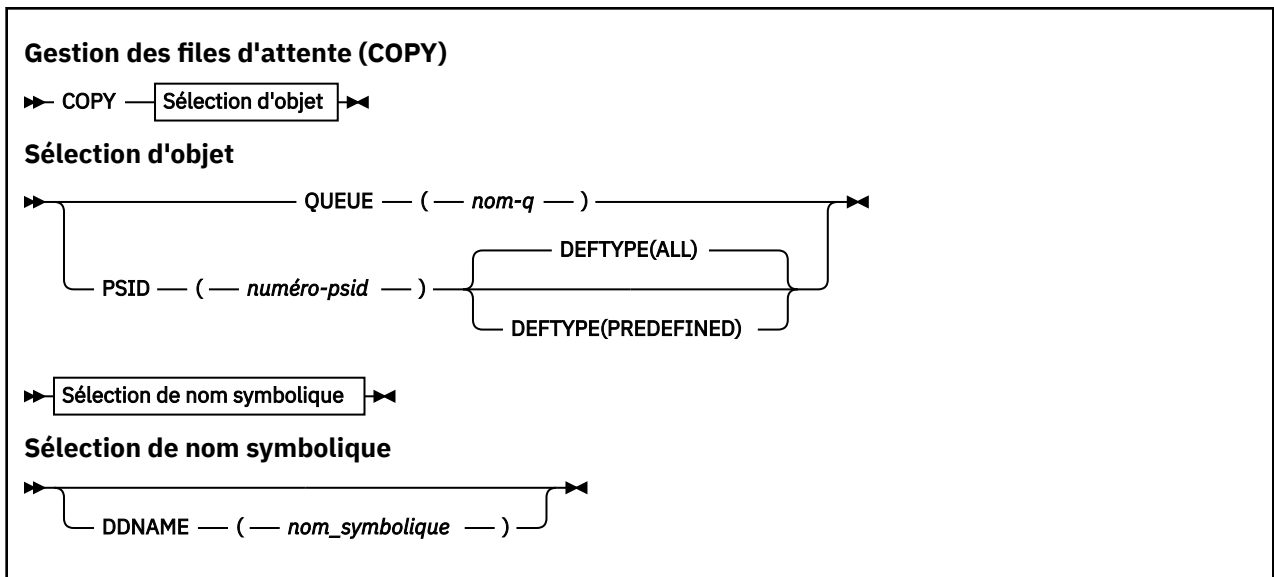 Gestion des files d'attente (COPY)
COPY Sélection d'objet
Sélection d'objet
QUEUE ( nom-q )
DEFTYPE(ALL)
PSID ( numéro-psid )
DEFTYPE(PREDEFINED)
Sélection de nom symbolique
Sélection de nom symbolique
DDNAME ( nom_symbolique )